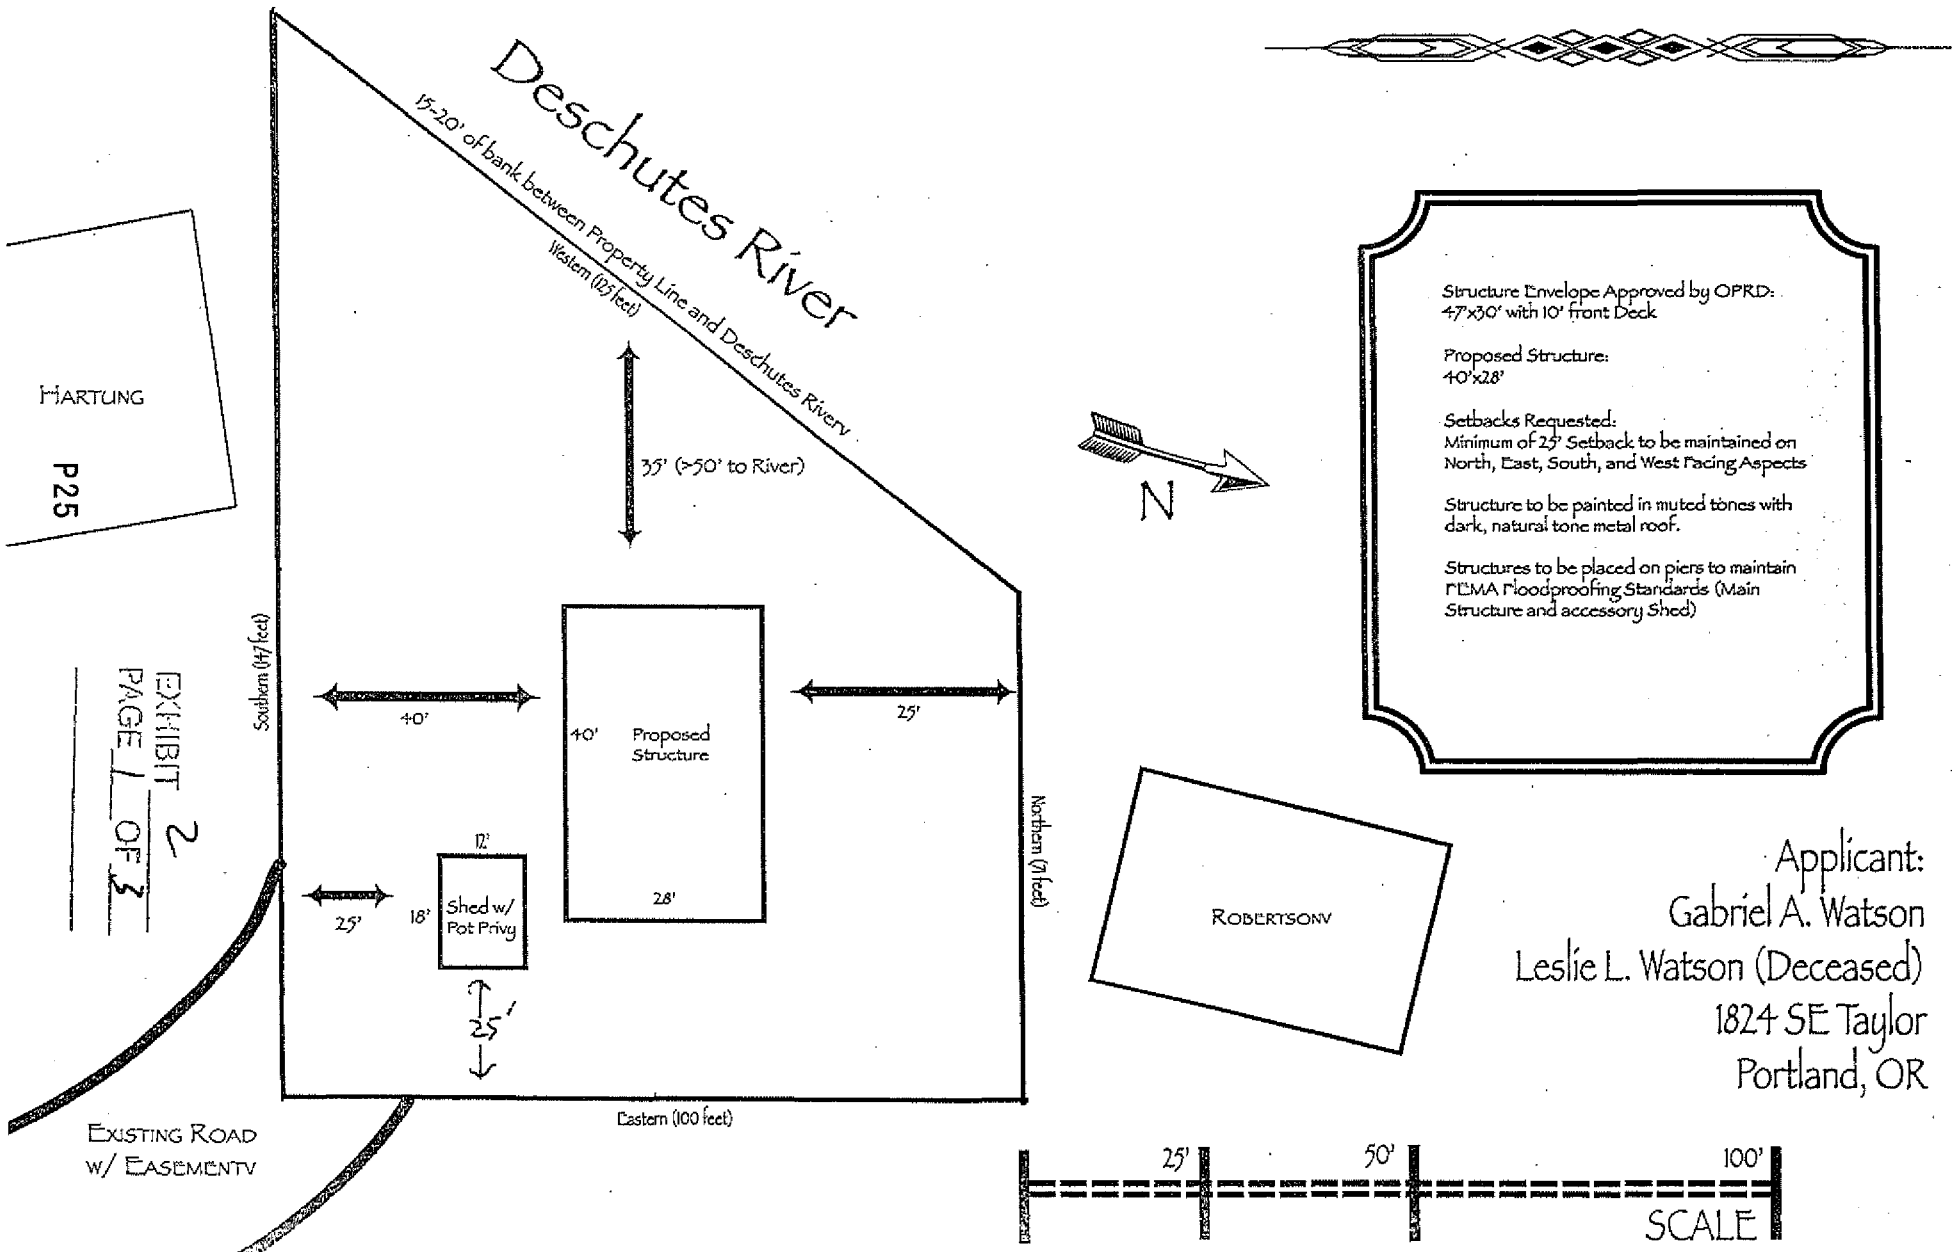 Deschutes River
15-20' of bank between Property Line and Deschutes Riverv
Western (125 feet)
HARTUNG
P25
35' (>50' to River)
N
Structure Envelope Approved by OPRD:
47'x30' with 10' front Deck
Proposed Structure:
40'x28'
Setbacks Requested:
Minimum of 25' Setback to be maintained on
North, East, South, and West Facing Aspects
Structure to be painted in muted tones with
dark, natural tone metal roof.
Structures to be placed on piers to maintain
FEMA Floodproofing Standards (Main
Structure and accessory Shed)
Southern (147 feet)
40'
40'
Proposed
Structure
28'
25'
Northern (71 feet)
EXHIBIT 2
PAGE 1 OF 3
12'
18'
Shed w/
Pot Privy
25'
25'
ROBERTSONV
Applicant:
Gabriel A. Watson
Leslie L. Watson (Deceased)
1824 SE Taylor
Portland, OR
EXISTING ROAD
W/ EASEMENTV
Eastern (100 feet)
25'
50'
100'
SCALE